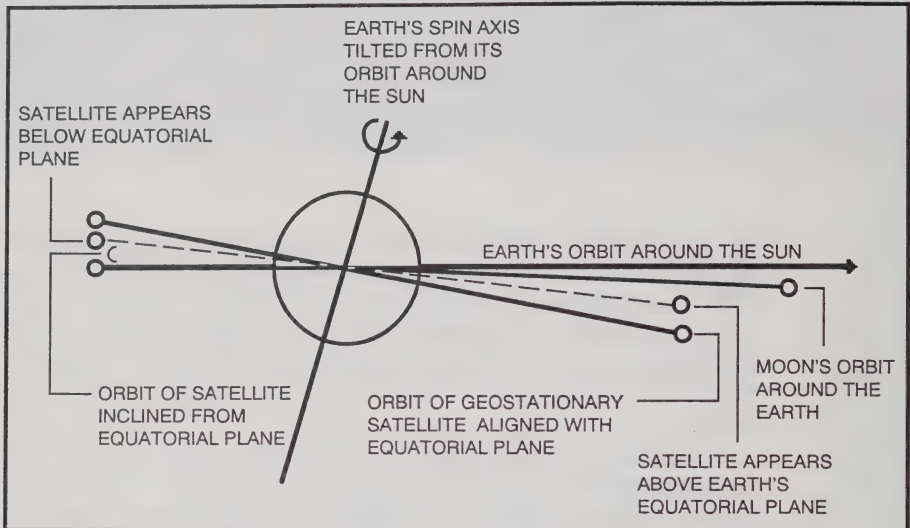 EARTH'S SPIN AXIS
TILTED FROM ITS
ORBIT AROUND
THE SUN
SATELLITE APPEARS
BELOW EQUATORIAL
PLANE
EARTH'S ORBIT AROUND THE SUN
MOON'S ORBIT
AROUND THE
EARTH
ORBIT OF SATELLITE
INCLINED FROM
EQUATORIAL PLANE
ORBIT OF GEOSTATIONARY
SATELLITE ALIGNED WITH
EQUATORIAL PLANE
SATELLITE APPEARS
ABOVE EARTH'S
EQUATORIAL PLANE